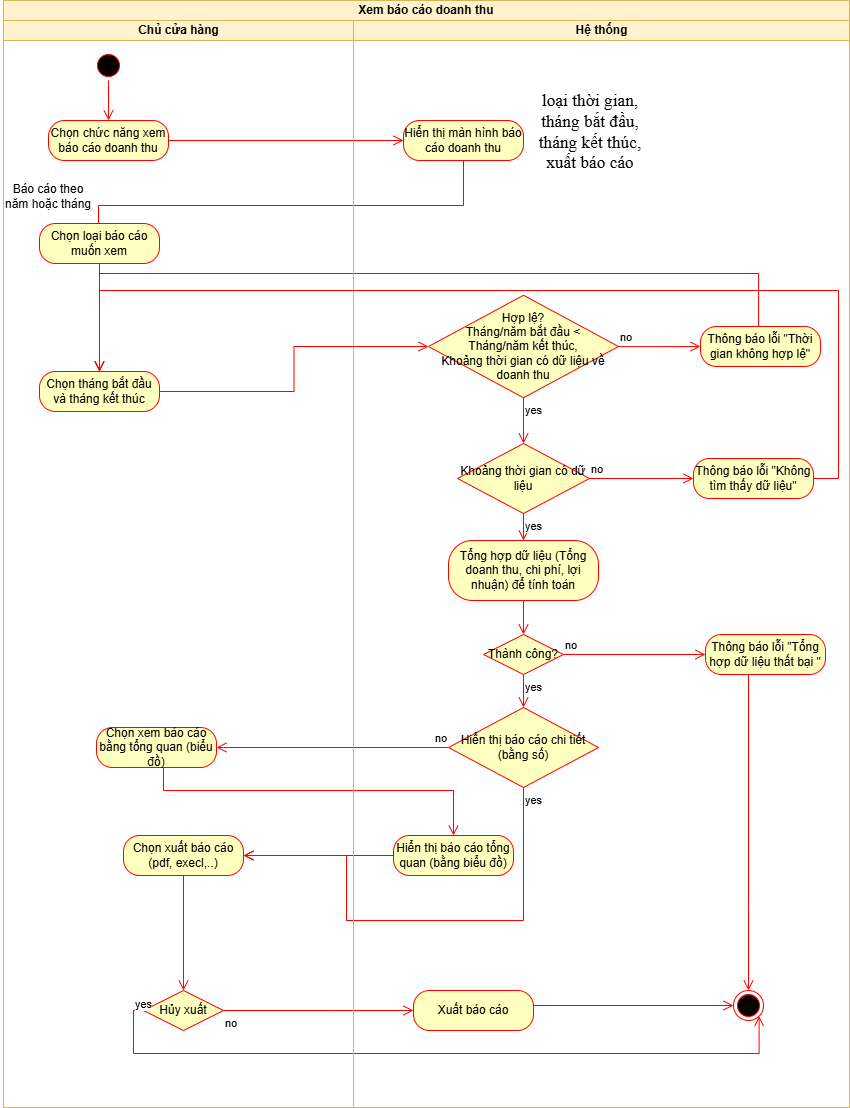 Xem báo cáo doanh thu
Chủ cửa hàng
Hệ thống
Chọn chức năng xem
báo cáo doanh thu
Hiển thị màn hình báo
cáo doanh thu
loại thời gian,
tháng bắt đầu,
tháng kết thúc,
xuất báo cáo
Báo cáo theo
năm hoặc tháng
Chọn loại báo cáo
muốn xem
Hợp lệ?
Tháng/năm bắt đầu <
Tháng/năm kết thúc,
Khoảng thời gian có dữ liệu về
doanh thu
no
Thông báo lỗi "Thời
gian không hợp lệ"
Chọn tháng bắt đầu
và tháng kết thúc
yes
Khoảng thời gian có dữ
liệu
no
Thông báo lỗi "Không
tìm thấy dữ liệu"
yes
Tổng hợp dữ liệu (Tổng
doanh thu, chi phí, lợi
nhuận) để tính toán
Thành công?
no
Thông báo lỗi "Tổng
hợp dữ liệu thất bại "
yes
Chọn xem báo cáo
bằng tổng quan (biểu
đồ)
no
Hiển thị báo cáo chi tiết
(bằng số)
yes
Chọn xuất báo cáo
(pdf, execl,..)
Hiển thị báo cáo tổng
quan (bằng biểu đồ)
yes
Hủy xuất
no
Xuất báo cáo